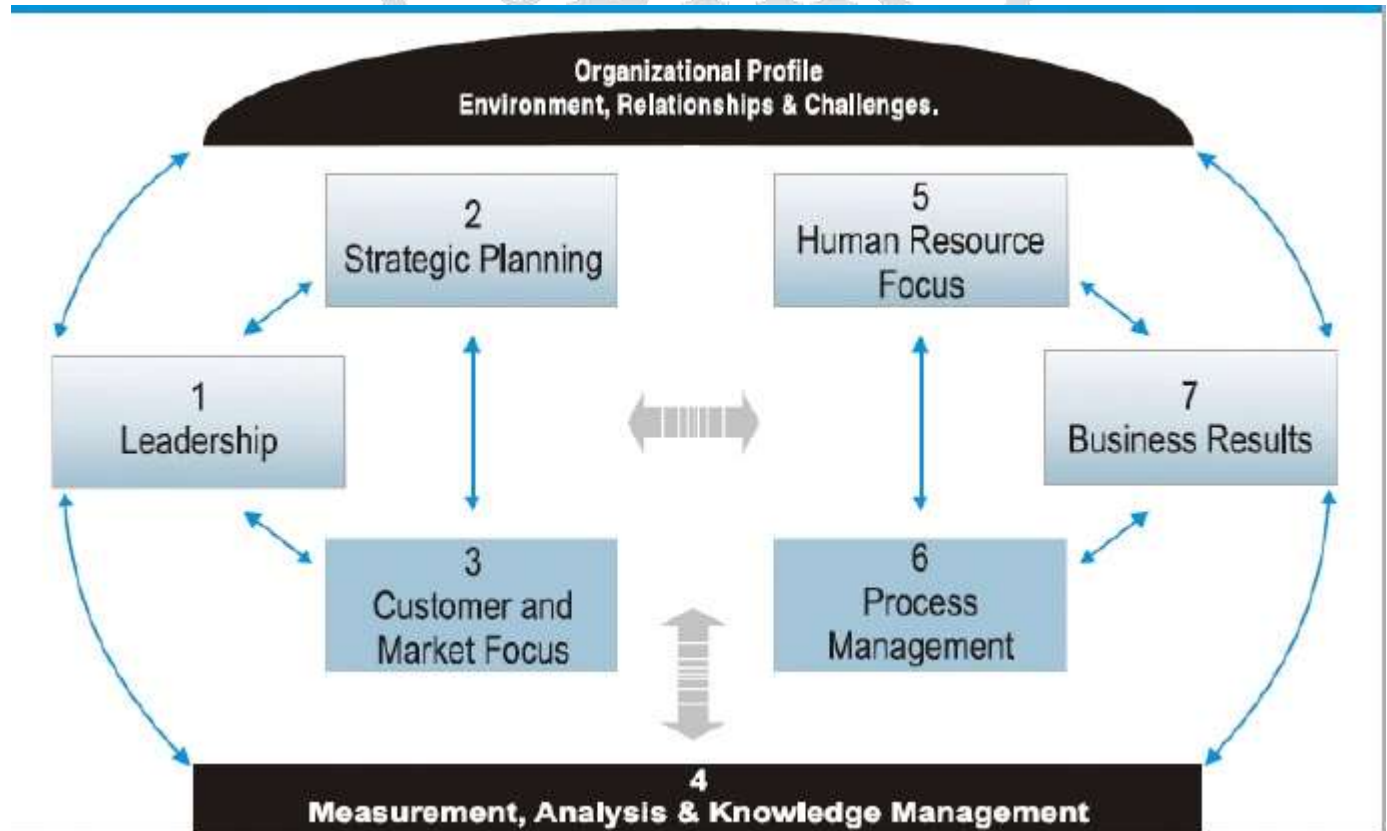 Organizational Profile
Environment, Relationships & Challenges.
2
Strategic Planning
5
Human Resource
Focus
1
Leadership
7
Business Results
3
Customer and
Market Focus
6
Process
Management
4
Measurement, Analysis & Knowledge Management